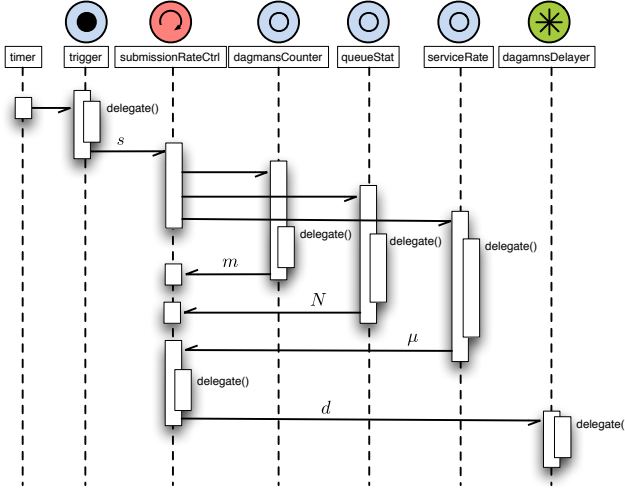 timer trigger submissionRateCtrl dagmansCounter queueStat serviceRate dagamnsDelayer
delegate()
s
delegate()
delegate()
delegate()
m
N
μ
delegate()
d
delegate(